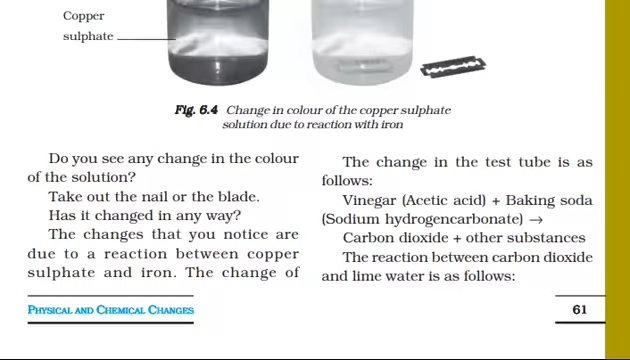 Copper
sulphate
Fig. 6.4 Change in colour of the copper sulphate
solution due to reaction with iron
Do you see any change in the colour
of the solution?
Take out the nail or the blade.
Has it changed in any way?
The changes that you notice are
due to a reaction between copper
sulphate and iron. The change of
The change in the test tube is as
follows:
Vinegar (Acetic acid) + Baking soda
(Sodium hydrogencarbonate) →
Carbon dioxide + other substances
The reaction between carbon dioxide
and lime water is as follows:
PHYSICAL AND CHEMICAL CHANGES
61